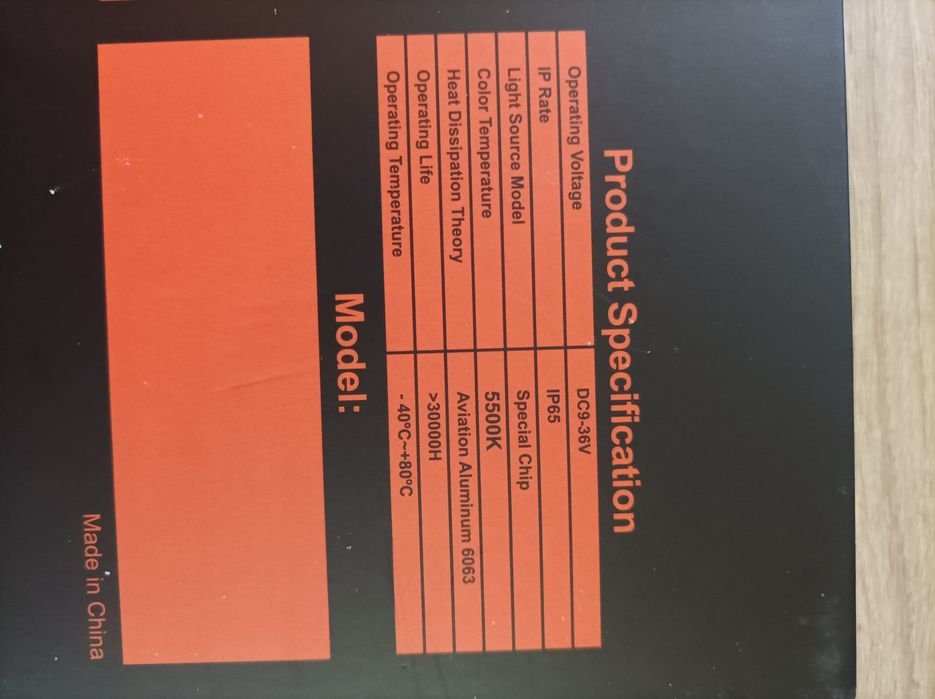 Product Specification
Operating Voltage DC9-36V
IP Rate IP65
Light Source Model Special Chip
Color Temperature 5500K
Heat Dissipation Theory Aviation Aluminum 6063
Operating Life >30000H
Operating Temperature - 40°C~+80°C
Model:
Made in China